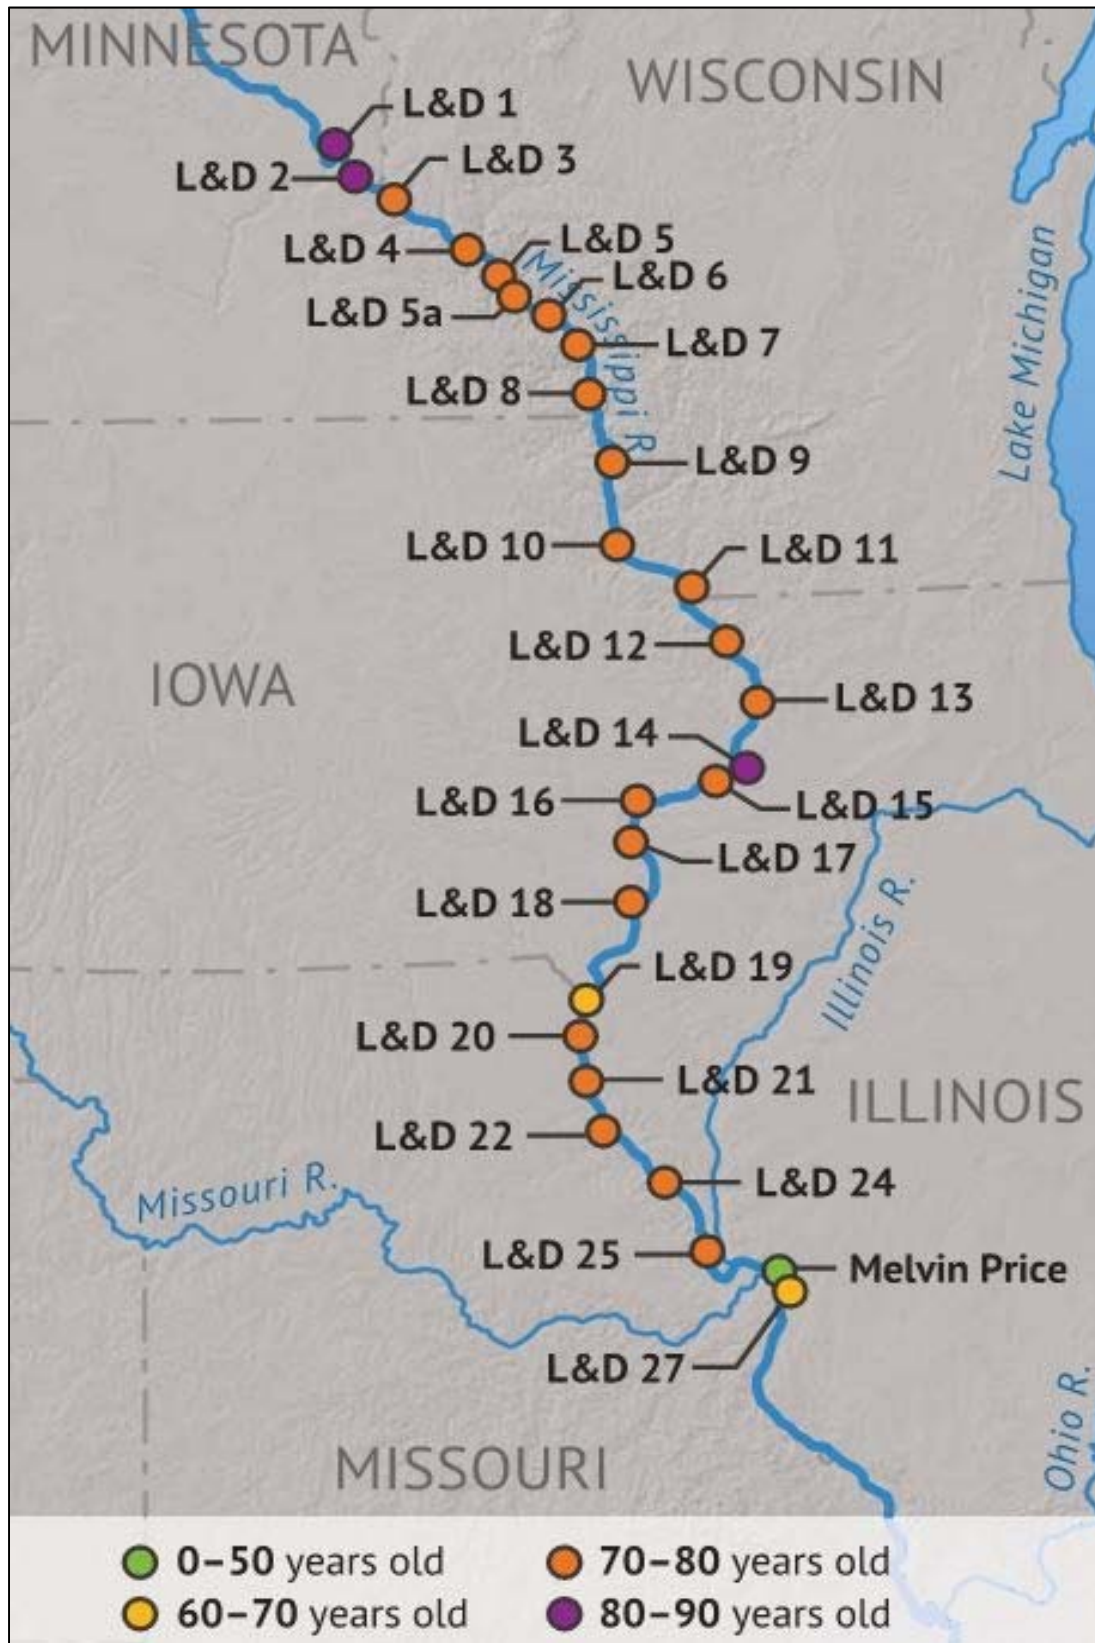 MINNESOTA
WISCONSIN
L&D 1
L&D 2
L&D 3
L&D 4
L&D 5
L&D 5a
L&D 6
Mississippi R
L&D 7
L&D 8
Lake Michigan
L&D 9
L&D 10
L&D 11
L&D 12
IOWA
L&D 13
L&D 14
L&D 16
L&D 15
L&D 17
L&D 18
Illinois R.
L&D 19
L&D 20
L&D 21
ILLINOIS
L&D 22
Missouri R.
L&D 24
L&D 25
Melvin Price
L&D 27
Ohio R.
MISSOURI
0–50 years old
70–80 years old
60–70 years old
80–90 years old